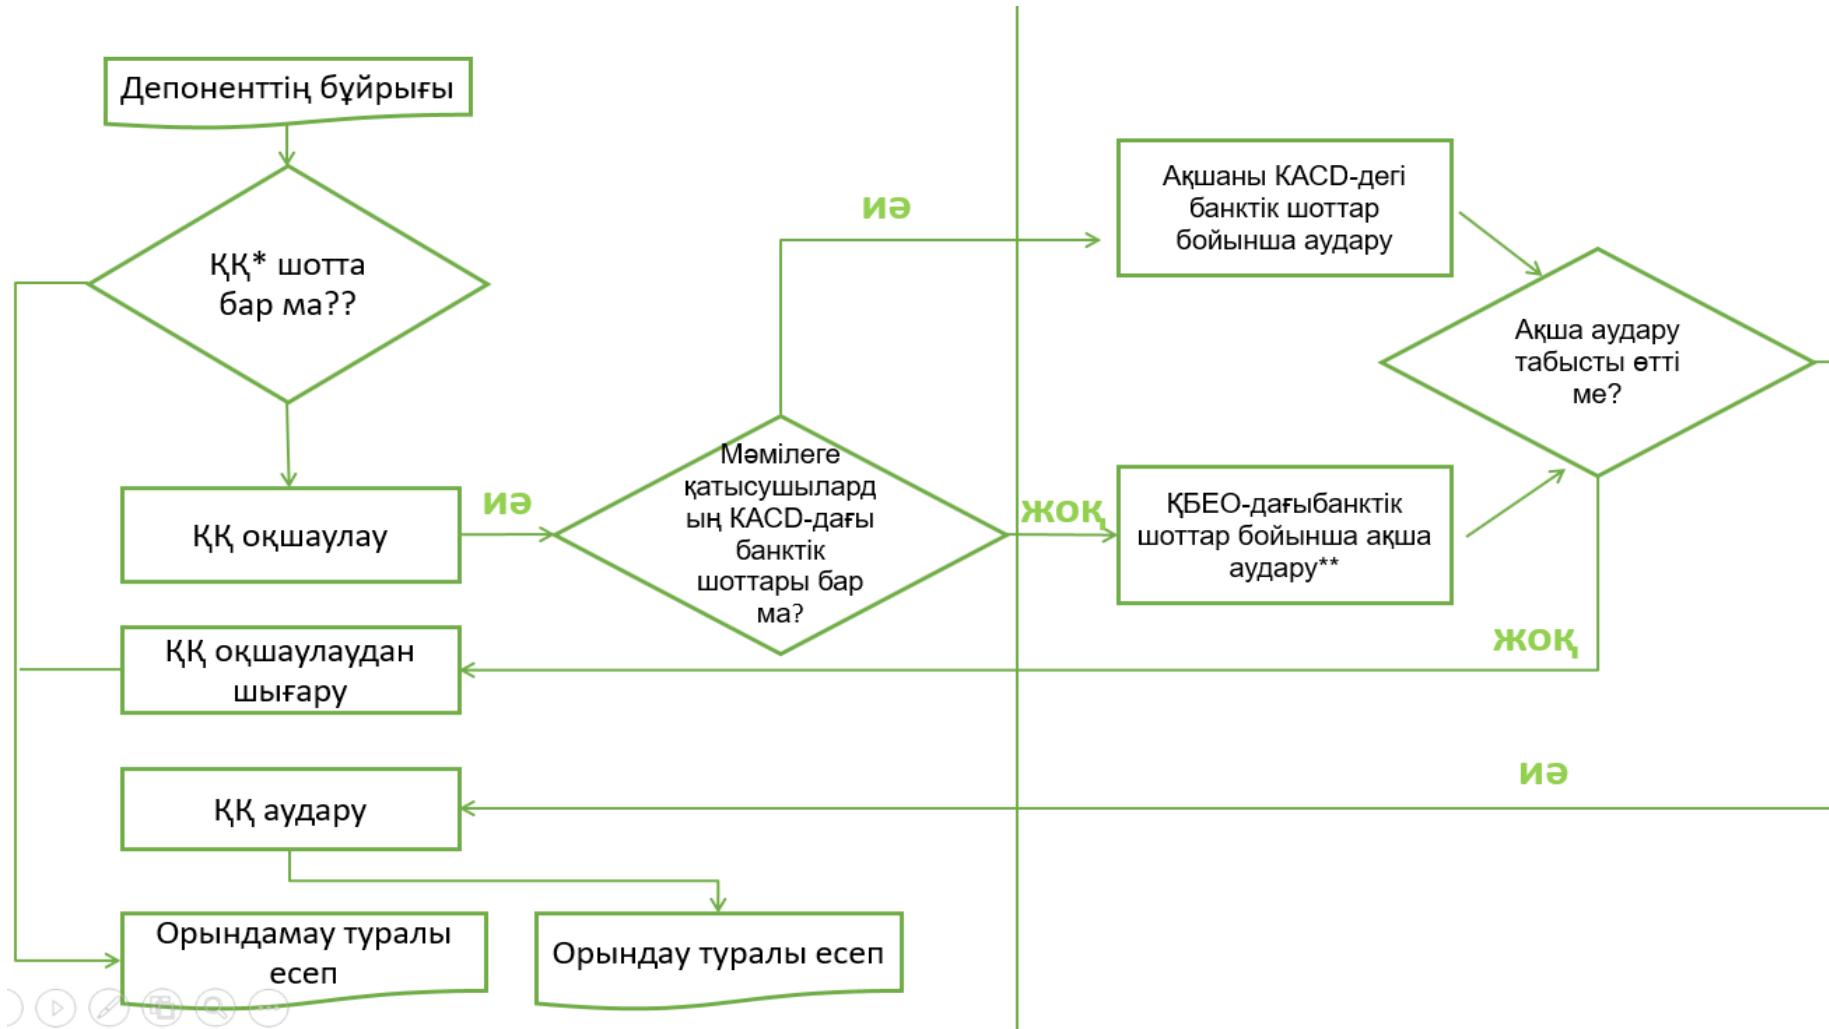 Депоненттің бұйрығы
ҚҚ* шотта
бар ма??
ҚҚ оқшаулау
иә
Мәмілеге
қатысушылард
ың КАСD-дағы
банктік
шоттары бар
ма?
иә
жоқ
Ақшаны КАСD-дегі
банктік шоттар
бойынша аудару
ҚБЕО-дағыбанктік
шоттар бойынша ақша
аудару**
Ақша аудару
табысты өтті
ме?
жоқ
ҚҚ оқшаулаудан
шығару
иә
ҚҚ аудару
Орындамау туралы
есеп
Орындау туралы есеп